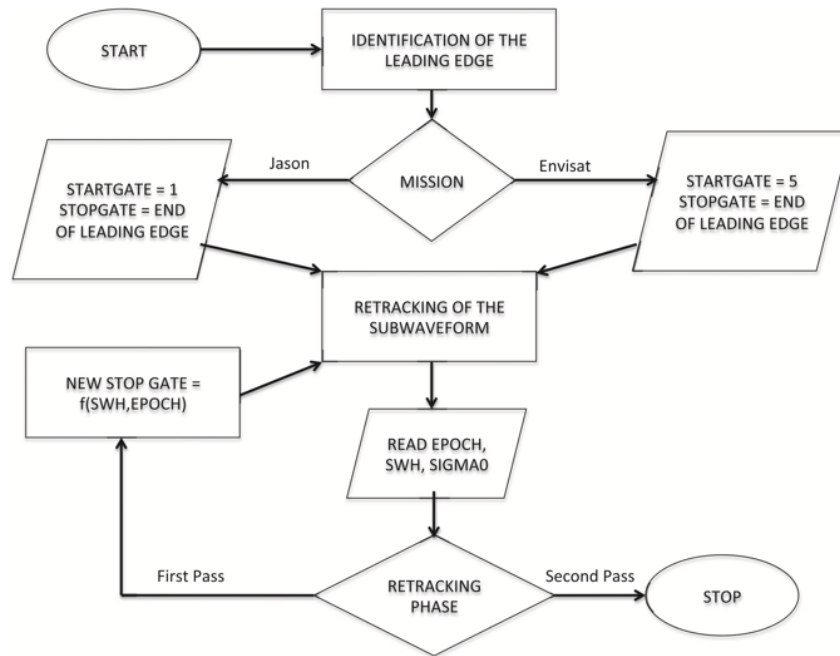 START
IDENTIFICATION OF THE
LEADING EDGE
Jason
MISSION
Envisat
STARTGATE = 1
STOPGATE = END
OF LEADING EDGE
STARTGATE = 5
STOPGATE = END
OF LEADING EDGE
RETRACKING OF THE
SUBWAVEFORM
NEW STOP GATE =
f(SWH,EPOCH)
READ EPOCH,
SWH, SIGMA0
First Pass
RETRACKING
PHASE
Second Pass
STOP